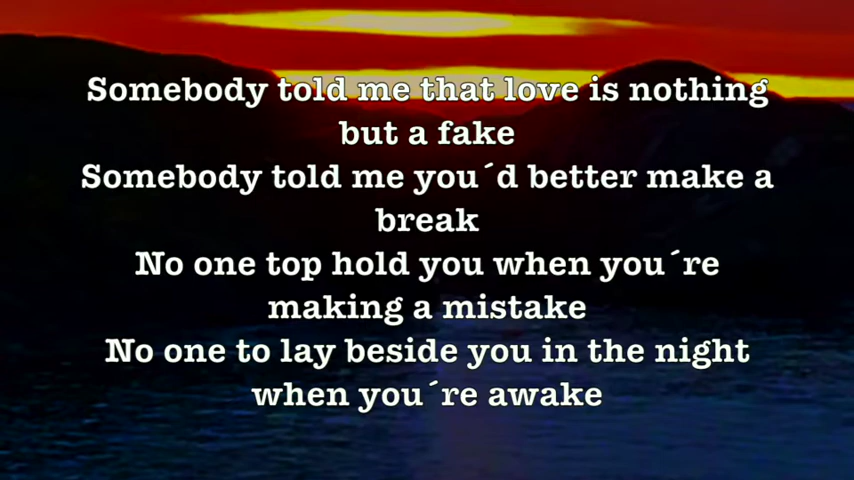 Somebody told me that love is nothing
but a fake
Somebody told me you´d better make a
break
No one top hold you when you´re
making a mistake
No one to lay beside you in the night
when you´re awake